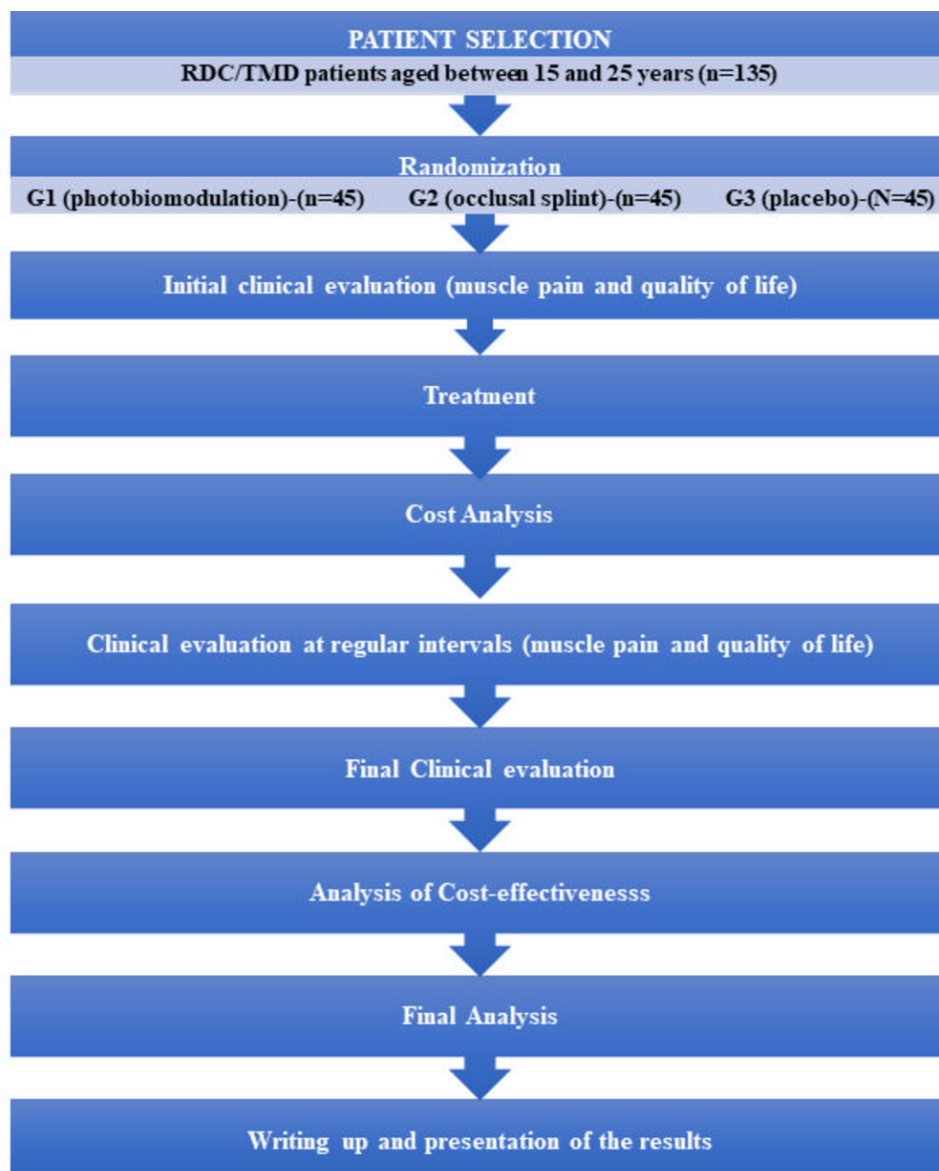 PATIENT SELECTION
RDC/TMD patients aged between 15 and 25 years (n=135)
Randomization
G1 (photobiomodulation)-(n=45) G2 (occlusal splint)-(n=45) G3 (placebo)-(N=45)
Initial clinical evaluation (muscle pain and quality of life)
Treatment
Cost Analysis
Clinical evaluation at regular intervals (muscle pain and quality of life)
Final Clinical evaluation
Analysis of Cost-effectivenesss
Final Analysis
Writing up and presentation of the results